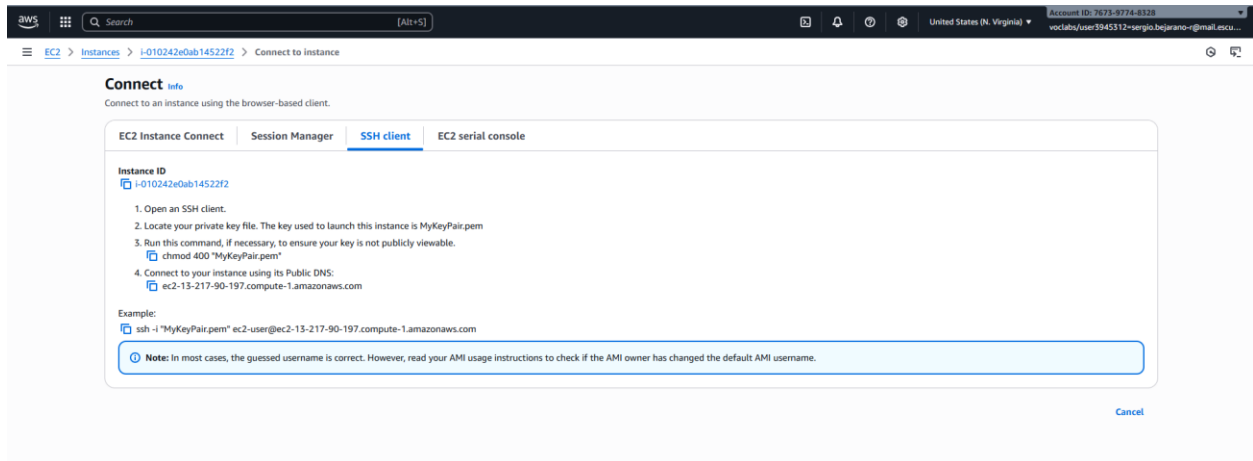 aws
Search [Alt+S]
United States (N. Virginia)
Account ID: 7673-9774-8328
voclabs/user3945312=sergio.bejarano-r@mail.escu...
EC2 > Instances > i-010242e0ab14522f2 > Connect to instance
Connect Info
Connect to an instance using the browser-based client.
EC2 Instance Connect
Session Manager
SSH client
EC2 serial console
Instance ID
i-010242e0ab14522f2
1. Open an SSH client.
2. Locate your private key file. The key used to launch this instance is MyKeyPair.pem
3. Run this command, if necessary, to ensure your key is not publicly viewable.
chmod 400 "MyKeyPair.pem"
4. Connect to your instance using its Public DNS:
ec2-13-217-90-197.compute-1.amazonaws.com
Example:
ssh -i "MyKeyPair.pem" ec2-user@ec2-13-217-90-197.compute-1.amazonaws.com
Note: In most cases, the guessed username is correct. However, read your AMI usage instructions to check if the AMI owner has changed the default AMI username.
Cancel